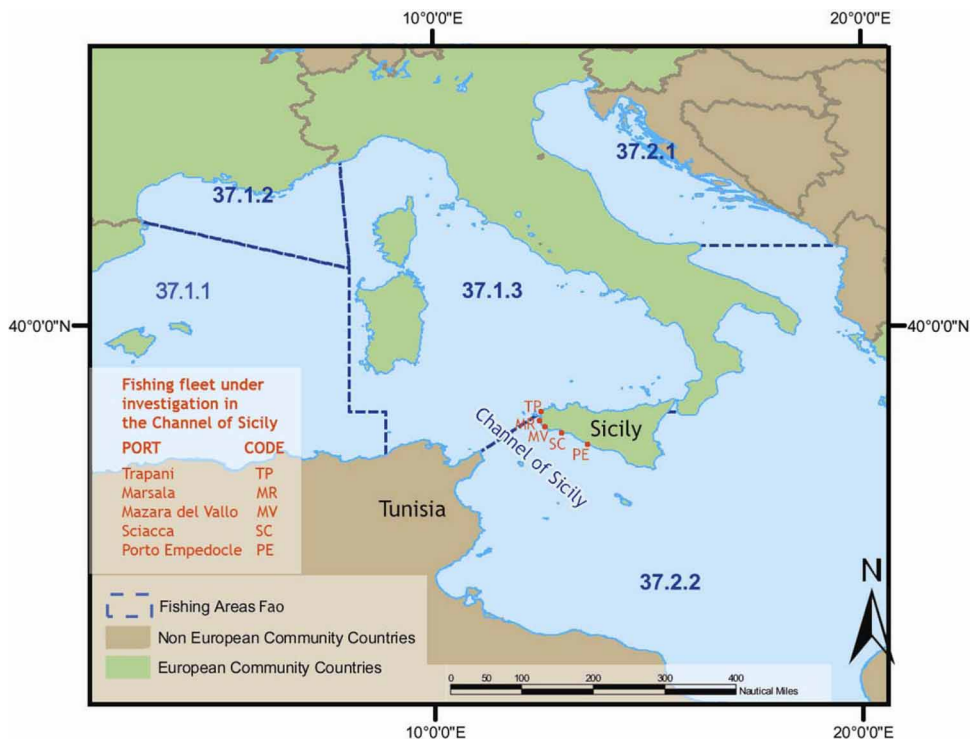 10°0'0"E 20°0'0"E
37.2.1
37.1.2
37.1.1
37.1.3
40°0'0"N 40°0'0"N
Fishing fleet under
investigation in
the Channel of Sicily
PORT CODE
Trapani TP
Marsala MR
Mazara del Vallo MV
Sciacca SC
Porto Empedocle PE
TP
MR
MV
SC
PE
Sicily
Channel of Sicily
Tunisia
37.2.2
N
Fishing Areas Fao
Non European Community Countries
European Community Countries
0 50 100 200 300 400
Nautical Miles
10°0'0"E 20°0'0"E